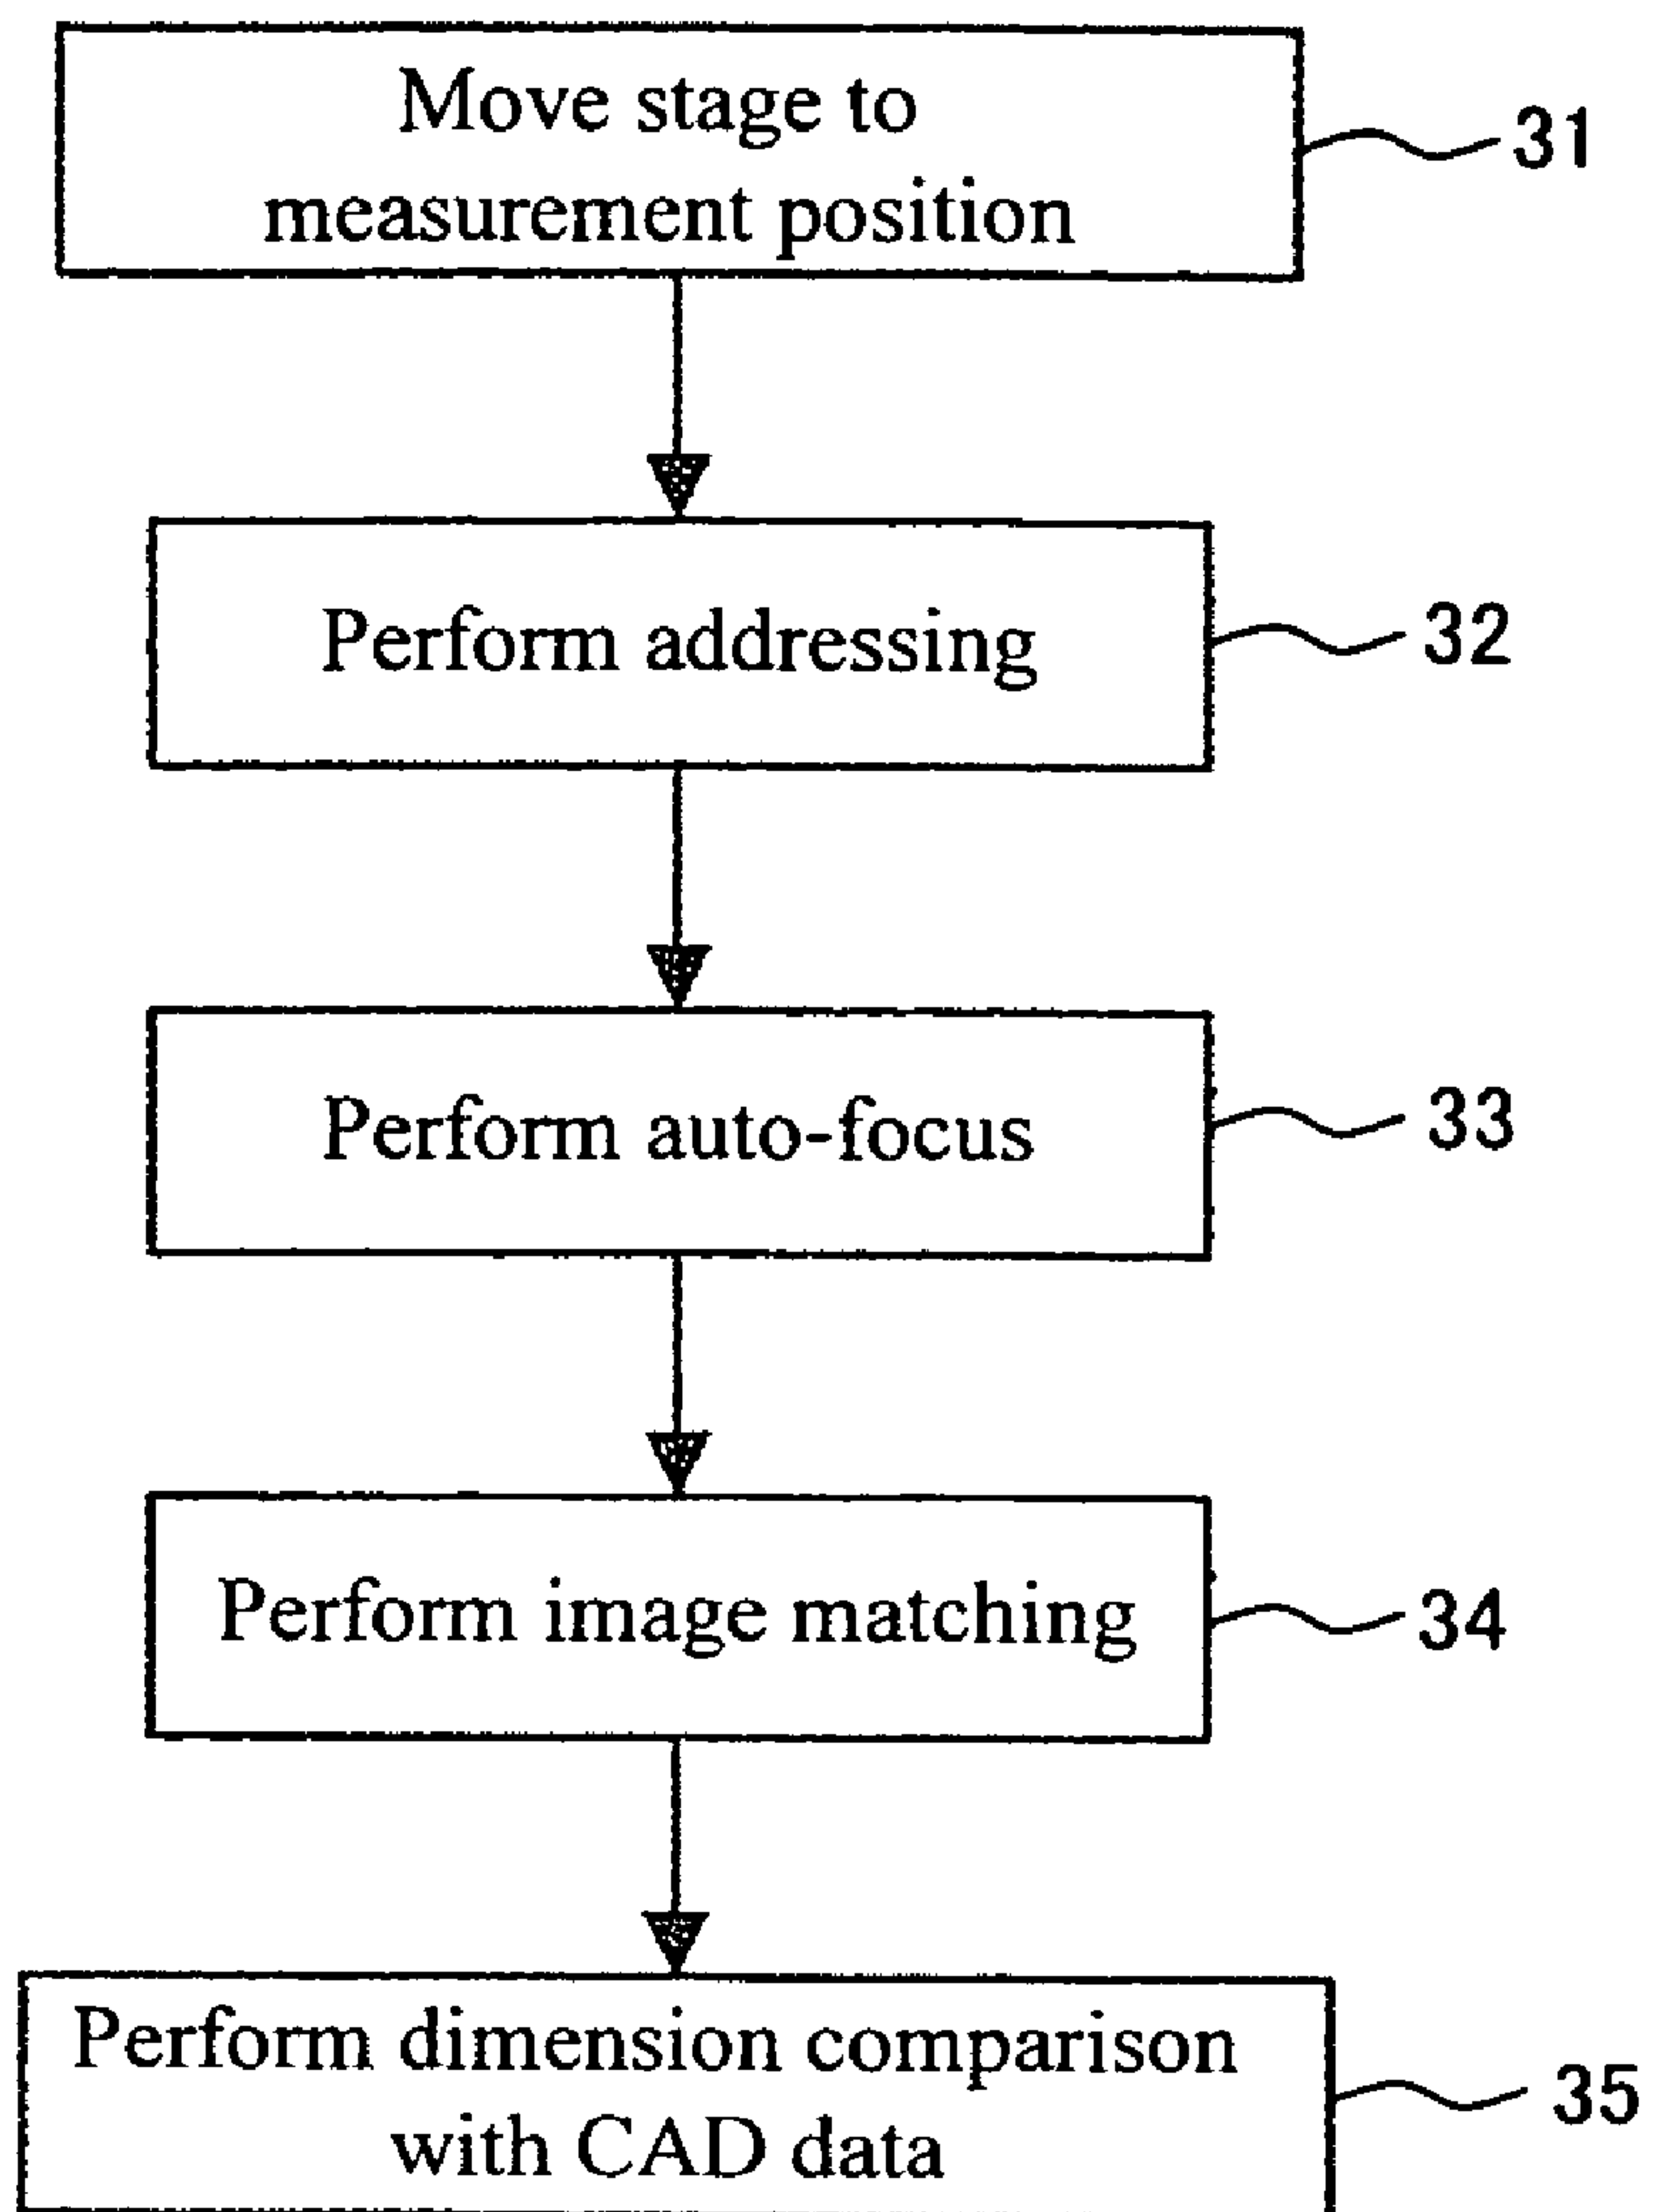 Move stage to
measurement position
31
Perform addressing
32
Perform auto-focus
33
Perform image matching
34
Perform dimension comparison
with CAD data
35